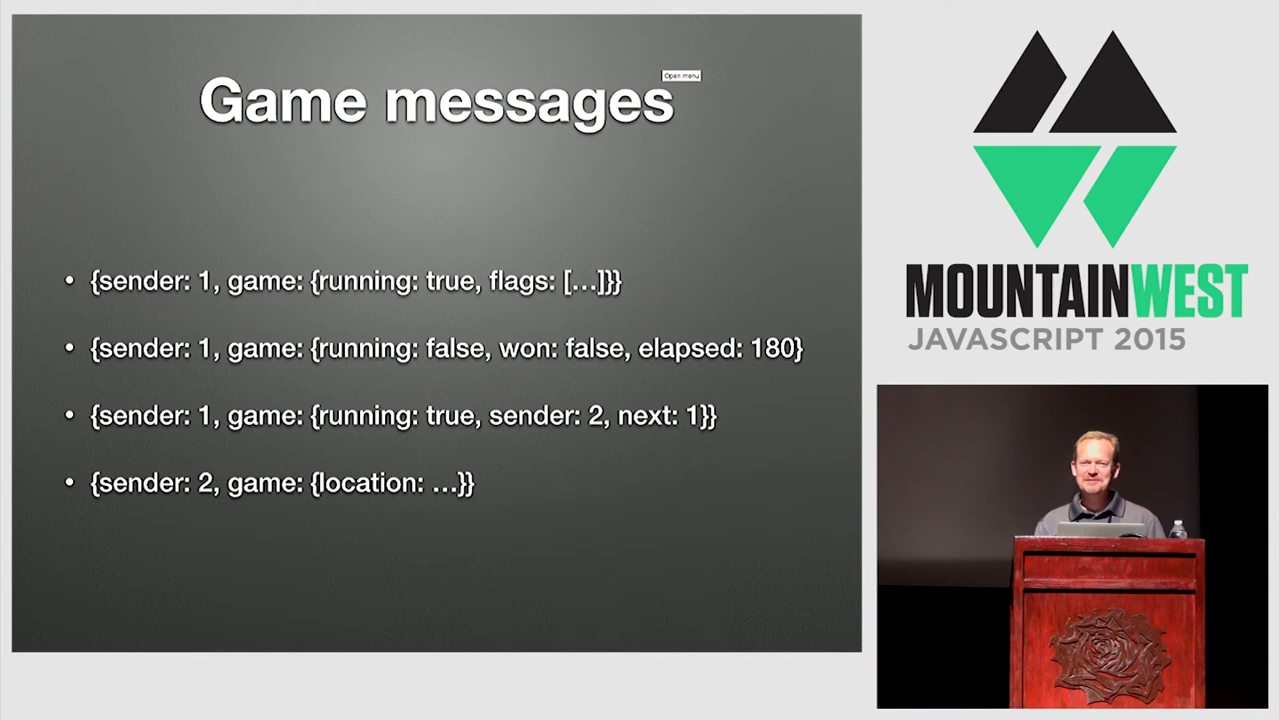 Open menu
Game messages
• {sender: 1, game: {running: true, flags: […]}}
• {sender: 1, game: {running: false, won: false, elapsed: 180}
• {sender: 1, game: {running: true, sender: 2, next: 1}}
• {sender: 2, game: {location: …}}
MOUNTAINWEST
JAVASCRIPT 2015